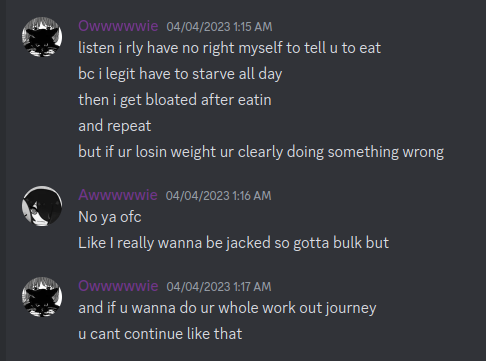 Owwwwwie 04/04/2023 1:15 AM
listen i rly have no right myself to tell u to eat
bc i legit have to starve all day
then i get bloated after eatin
and repeat
but if ur losin weight ur clearly doing something wrong
Awwwwwie 04/04/2023 1:16 AM
No ya ofc
Like I really wanna be jacked so gotta bulk but
Owwwwwie 04/04/2023 1:17 AM
and if u wanna do ur whole work out journey
u cant continue like that